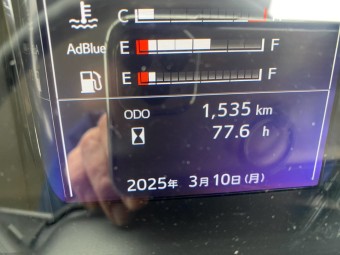 C
AdBlue E F
E F
ODO 1,535 km
77.6 h
2025年 3月10日(月)